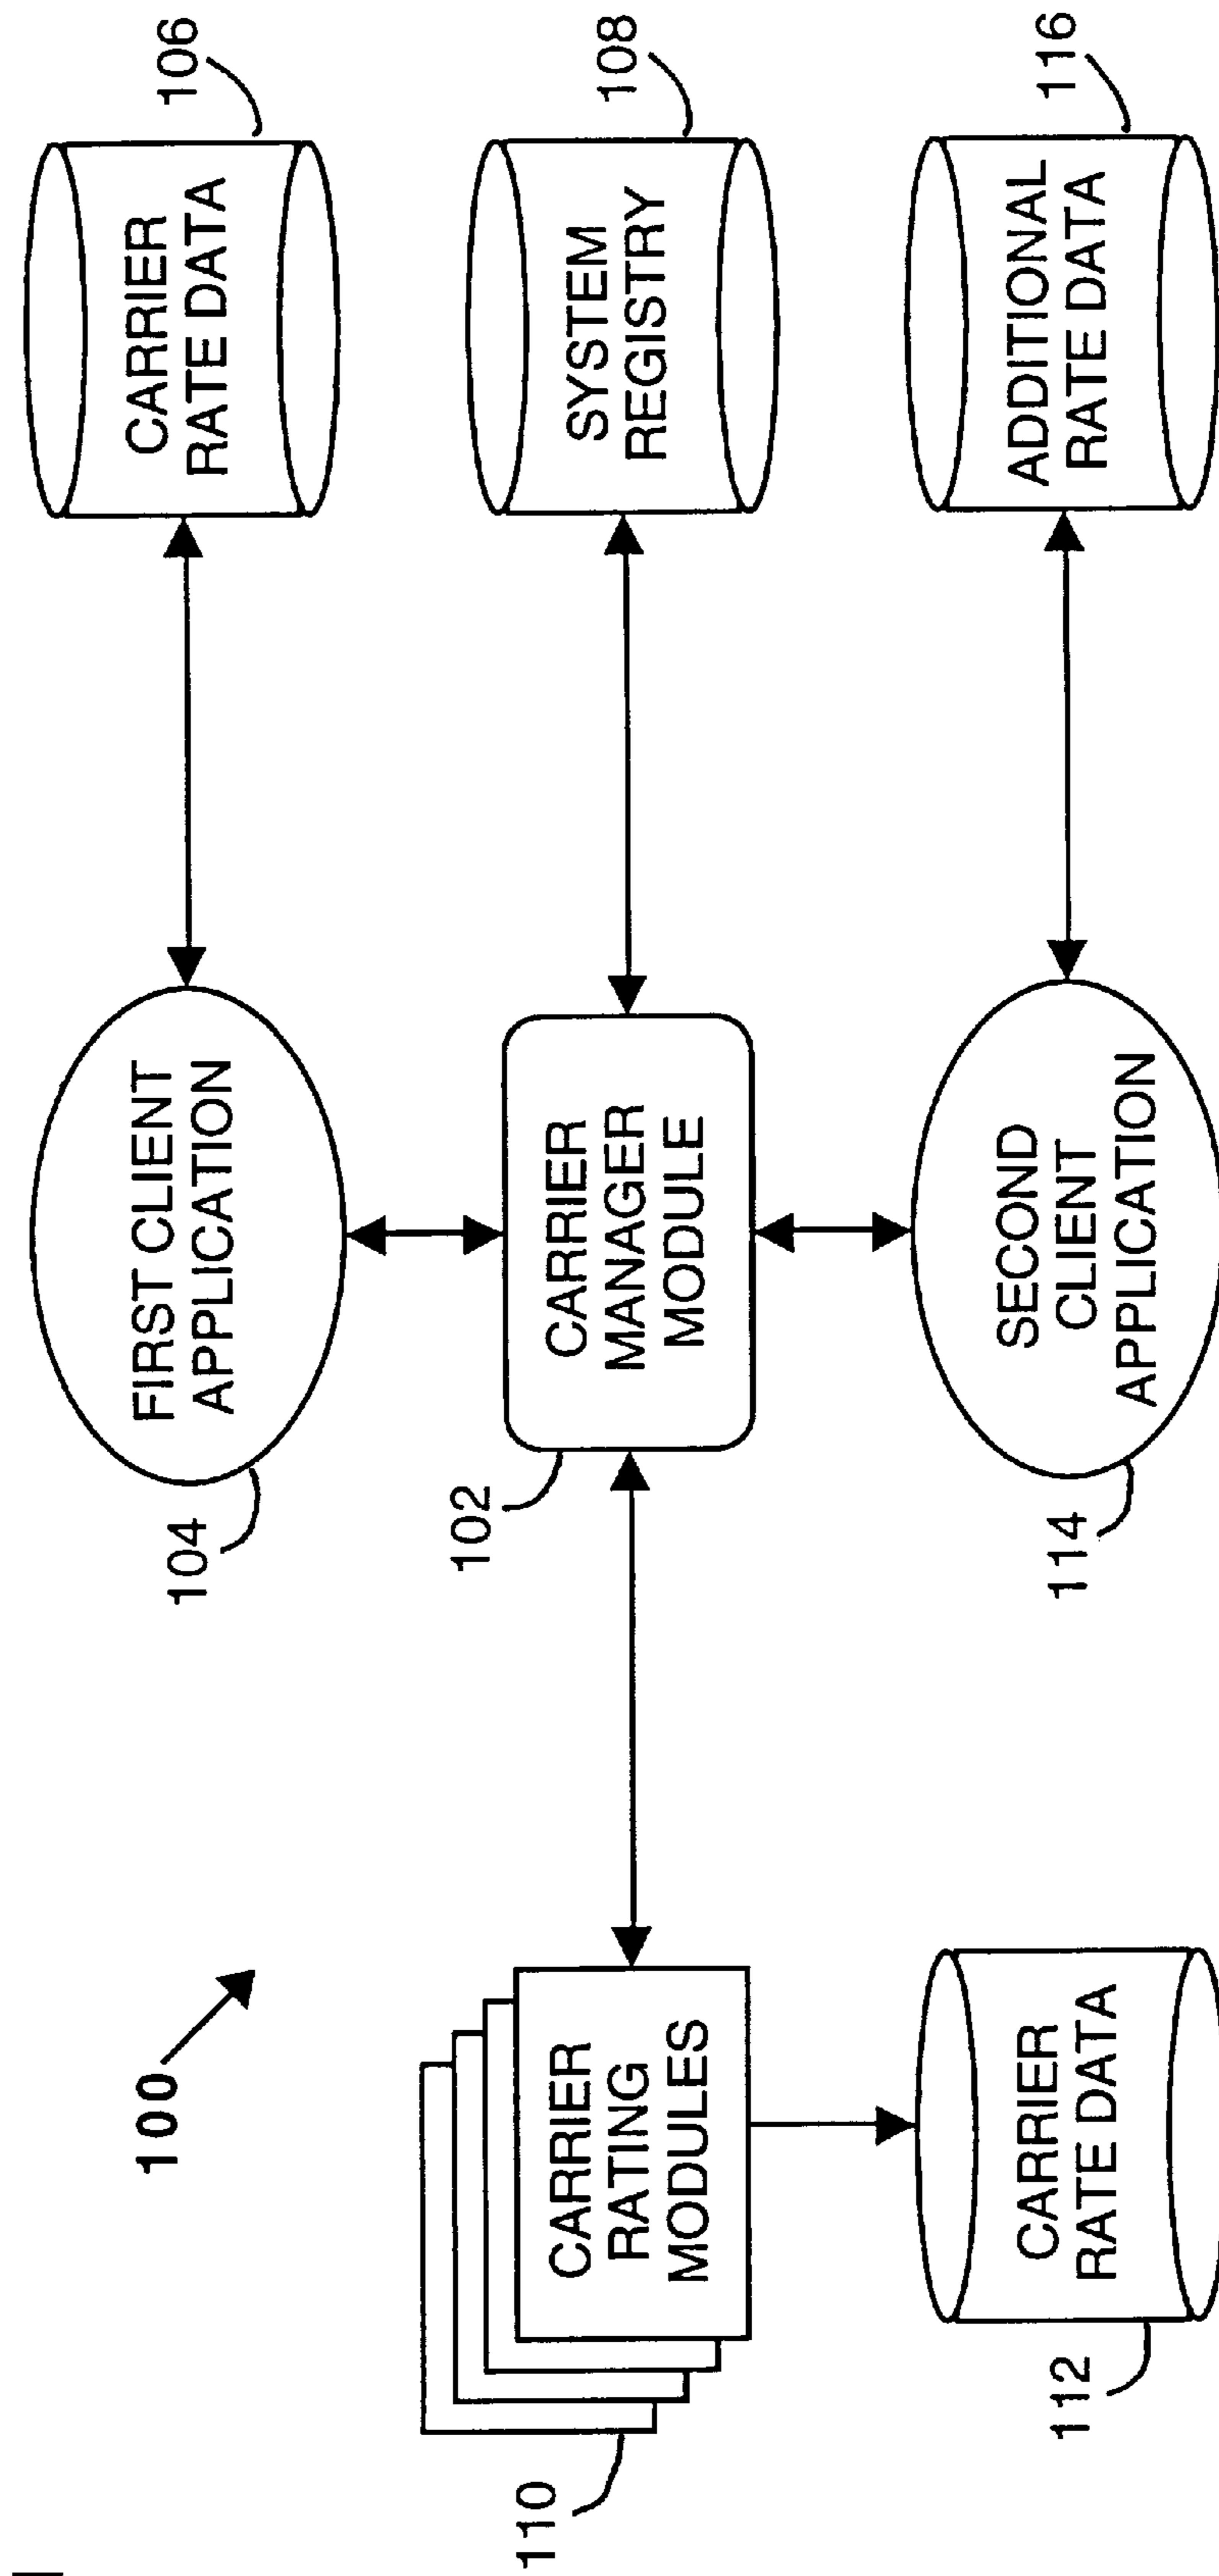 100
110
CARRIER
RATING
MODULES
112
CARRIER
RATE DATA
104
FIRST CLIENT
APPLICATION
102
CARRIER
MANAGER
MODULE
114
SECOND
CLIENT
APPLICATION
CARRIER
RATE DATA
106
SYSTEM
REGISTRY
108
ADDITIONAL
RATE DATA
116